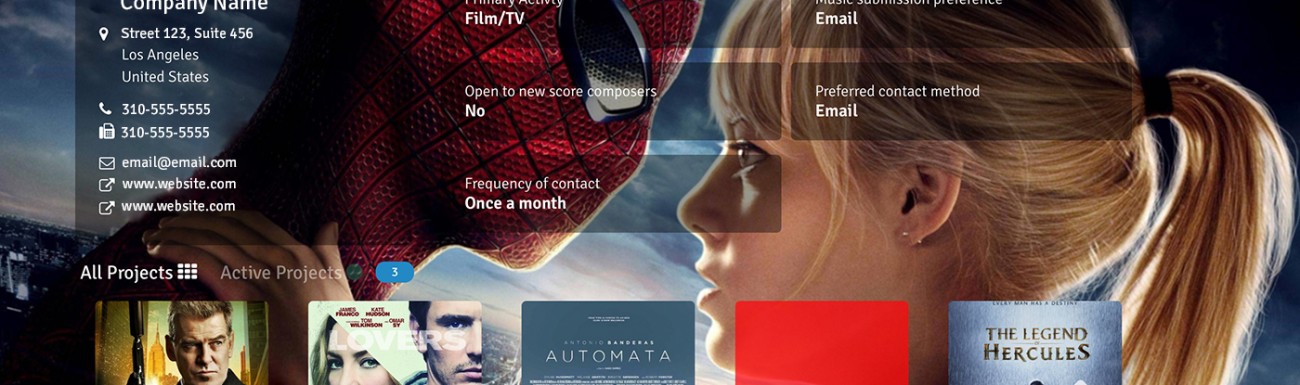 Company Name
Street 123, Suite 456
Los Angeles
United States
310-555-5555
310-555-5555
email@email.com
www.website.com
www.website.com
Primary Activty
Film/TV
Music submission preference
Email
Open to new score composers
No
Preferred contact method
Email
Frequency of contact
Once a month
All Projects
Active Projects
3
JAMES FRANCO
KATE HUDSON
TOM WILKINSON
OMAR SY
LOVERS
ANTONIO BANDERAS
AUTOMATA
EVERY MAN HAS A DESTINY
THE LEGEND
HERCULES